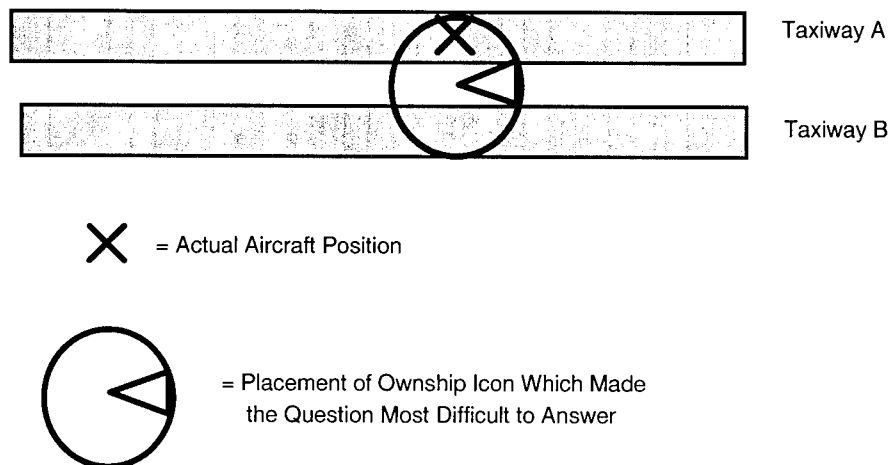 Taxiway A
Taxiway B
= Actual Aircraft Position
= Placement of Ownship Icon Which Made
the Question Most Difficult to Answer